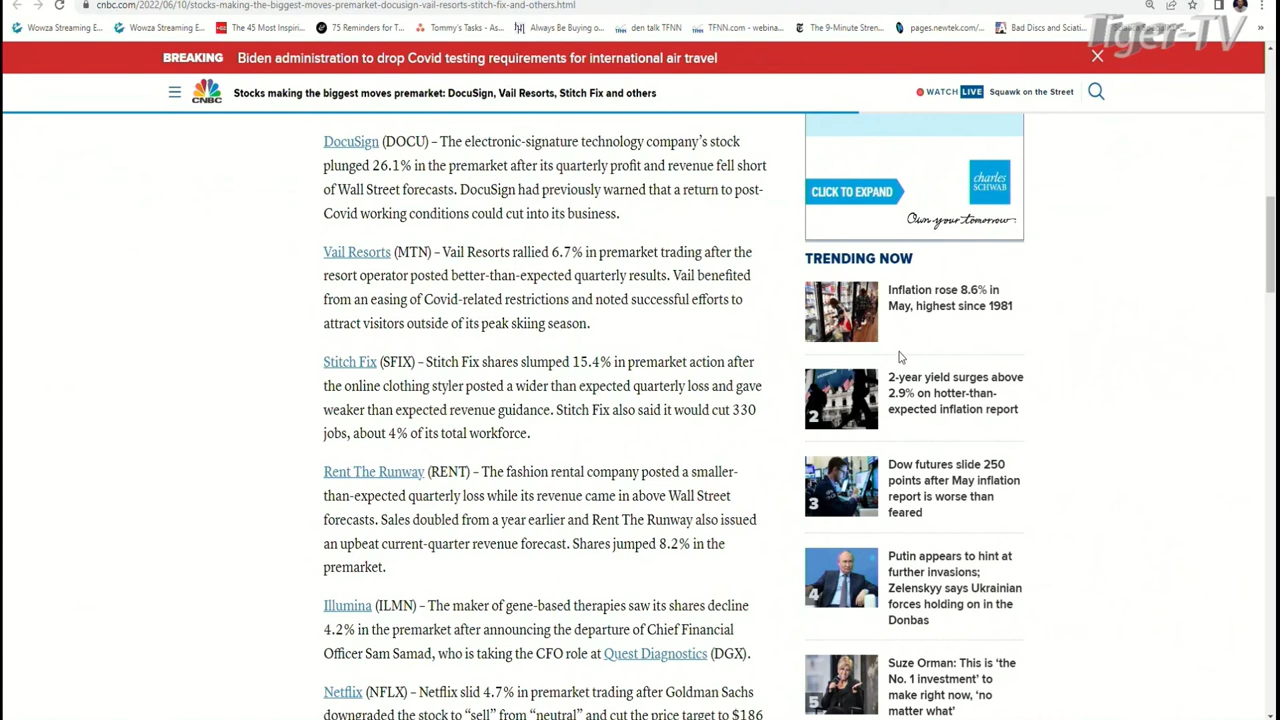 cnbc.com/2022/06/10/stocks-making-the-biggest-moves-premarket-docusign-vail-resorts-stitch-fix-and-others.html
Wowza Streaming E... Wowza Streaming E... The 45 Most Inspiri... 75 Reminders for T... Tommy's Tasks - As... Always Be Buying o... den talk TFNN TFNN.com - webina... The 9-Minute Stren... pages.newtek.com/... Bad Discs and Sciati...
Tiger-TV
BREAKING Biden administration to drop Covid testing requirements for international air travel
CNBC Stocks making the biggest moves premarket: DocuSign, Vail Resorts, Stitch Fix and others WATCH LIVE Squawk on the Street
DocuSign (DOCU) – The electronic-signature technology company's stock
plunged 26.1% in the premarket after its quarterly profit and revenue fell short
of Wall Street forecasts. DocuSign had previously warned that a return to post-
Covid working conditions could cut into its business.
Vail Resorts (MTN) – Vail Resorts rallied 6.7% in premarket trading after the
resort operator posted better-than-expected quarterly results. Vail benefited
from an easing of Covid-related restrictions and noted successful efforts to
attract visitors outside of its peak skiing season.
Stitch Fix (SFIX) – Stitch Fix shares slumped 15.4% in premarket action after
the online clothing styler posted a wider than expected quarterly loss and gave
weaker than expected revenue guidance. Stitch Fix also said it would cut 330
jobs, about 4% of its total workforce.
Rent The Runway (RENT) – The fashion rental company posted a smaller-
than-expected quarterly loss while its revenue came in above Wall Street
forecasts. Sales doubled from a year earlier and Rent The Runway also issued
an upbeat current-quarter revenue forecast. Shares jumped 8.2% in the
premarket.
Illumina (ILMN) – The maker of gene-based therapies saw its shares decline
4.2% in the premarket after announcing the departure of Chief Financial
Officer Sam Samad, who is taking the CFO role at Quest Diagnostics (DGX).
Netflix (NFLX) – Netflix slid 4.7% in premarket trading after Goldman Sachs
downgraded the stock to “sell” from “neutral” and cut the price target to $186
CLICK TO EXPAND
charles
SCHWAB
Own your tomorrow.
TRENDING NOW
1
Inflation rose 8.6% in
May, highest since 1981
2
2-year yield surges above
2.9% on hotter-than-
expected inflation report
3
Dow futures slide 250
points after May inflation
report is worse than
feared
4
Putin appears to hint at
further invasions;
Zelenskyy says Ukrainian
forces holding on in the
Donbas
5
Suze Orman: This is ‘the
No. 1 investment’ to
make right now, ‘no
matter what’